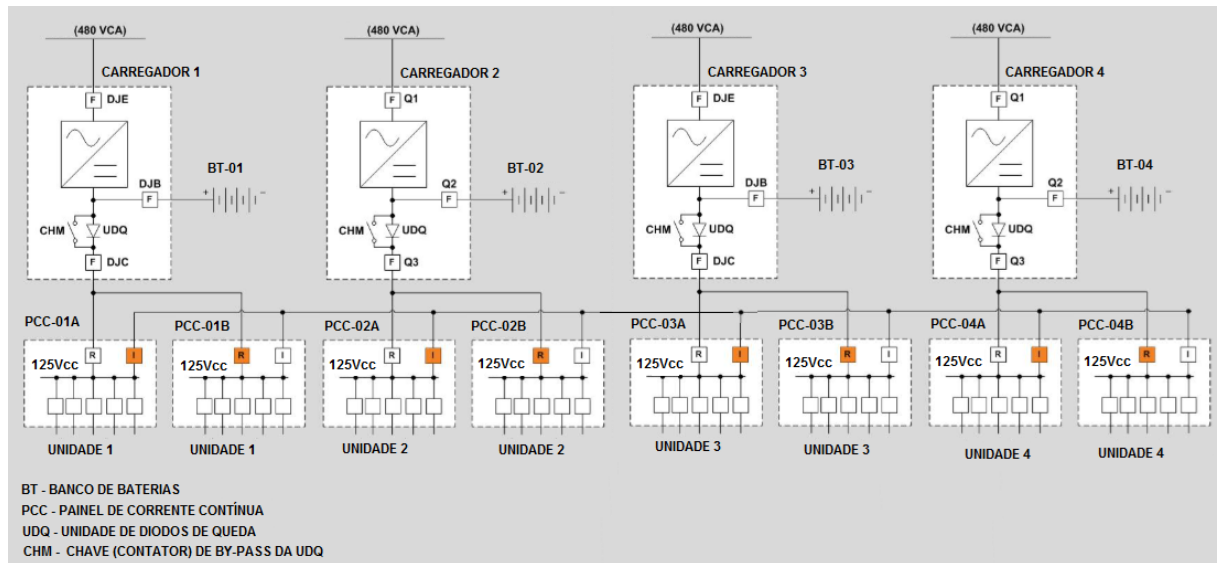 (480 VCA) (480 VCA) (480 VCA) (480 VCA)
CARREGADOR 1 CARREGADOR 2 CARREGADOR 3 CARREGADOR 4
F DJE F Q1 F DJE F Q1
BT-01 BT-02 BT-03 BT-04
DJB Q2 DJB Q2
F + - F + - F + - F + -
CHM UDQ CHM UDQ CHM UDQ CHM UDQ
F DJC F Q3 F DJC F Q3
PCC-01A PCC-01B PCC-02A PCC-02B PCC-03A PCC-03B PCC-04A PCC-04B
R I R I R I R I R I R I R I R I
125Vcc 125Vcc 125Vcc 125Vcc 125Vcc 125Vcc 125Vcc 125Vcc
UNIDADE 1 UNIDADE 1 UNIDADE 2 UNIDADE 2 UNIDADE 3 UNIDADE 3 UNIDADE 4 UNIDADE 4
BT - BANCO DE BATERIAS
PCC - PAINEL DE CORRENTE CONTÍNUA
UDQ - UNIDADE DE DIODOS DE QUEDA
CHM - CHAVE (CONTATOR) DE BY-PASS DA UDQ